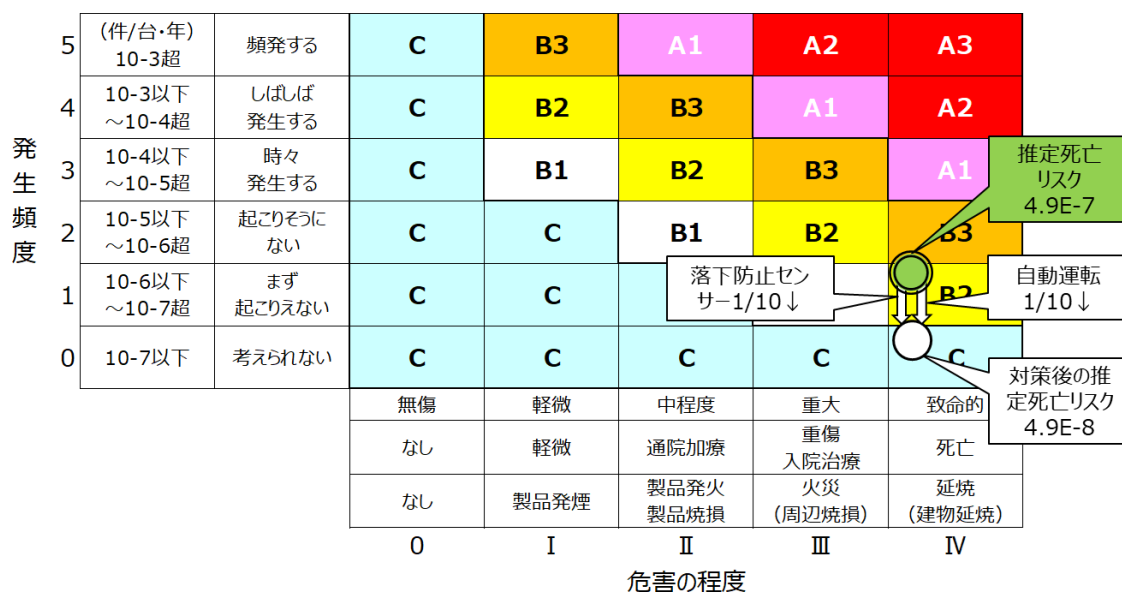 発生頻度
5
(件/台・年)
10-3超
頻発する
C
B3
A1
A2
A3
4
10-3以下
～10-4超
しばしば
発生する
C
B2
B3
A1
A2
3
10-4以下
～10-5超
時々
発生する
C
B1
B2
B3
A1
推定死亡
リスク
4.9E-7
2
10-5以下
～10-6超
起こりそうに
ない
C
C
B1
B2
B3
落下防止セン
サー1/10↓
自動運転
1/10↓
1
10-6以下
～10-7超
まず
起こりえない
C
C
B2
0
10-7以下
考えられない
C
C
C
C
C
対策後の推
定死亡リスク
4.9E-8
無傷
軽微
中程度
重大
致命的
なし
軽微
通院加療
重傷
入院治療
死亡
なし
製品発煙
製品発火
製品焼損
火災
(周辺焼損)
延焼
(建物延焼)
0
Ⅰ
Ⅱ
Ⅲ
Ⅳ
危害の程度